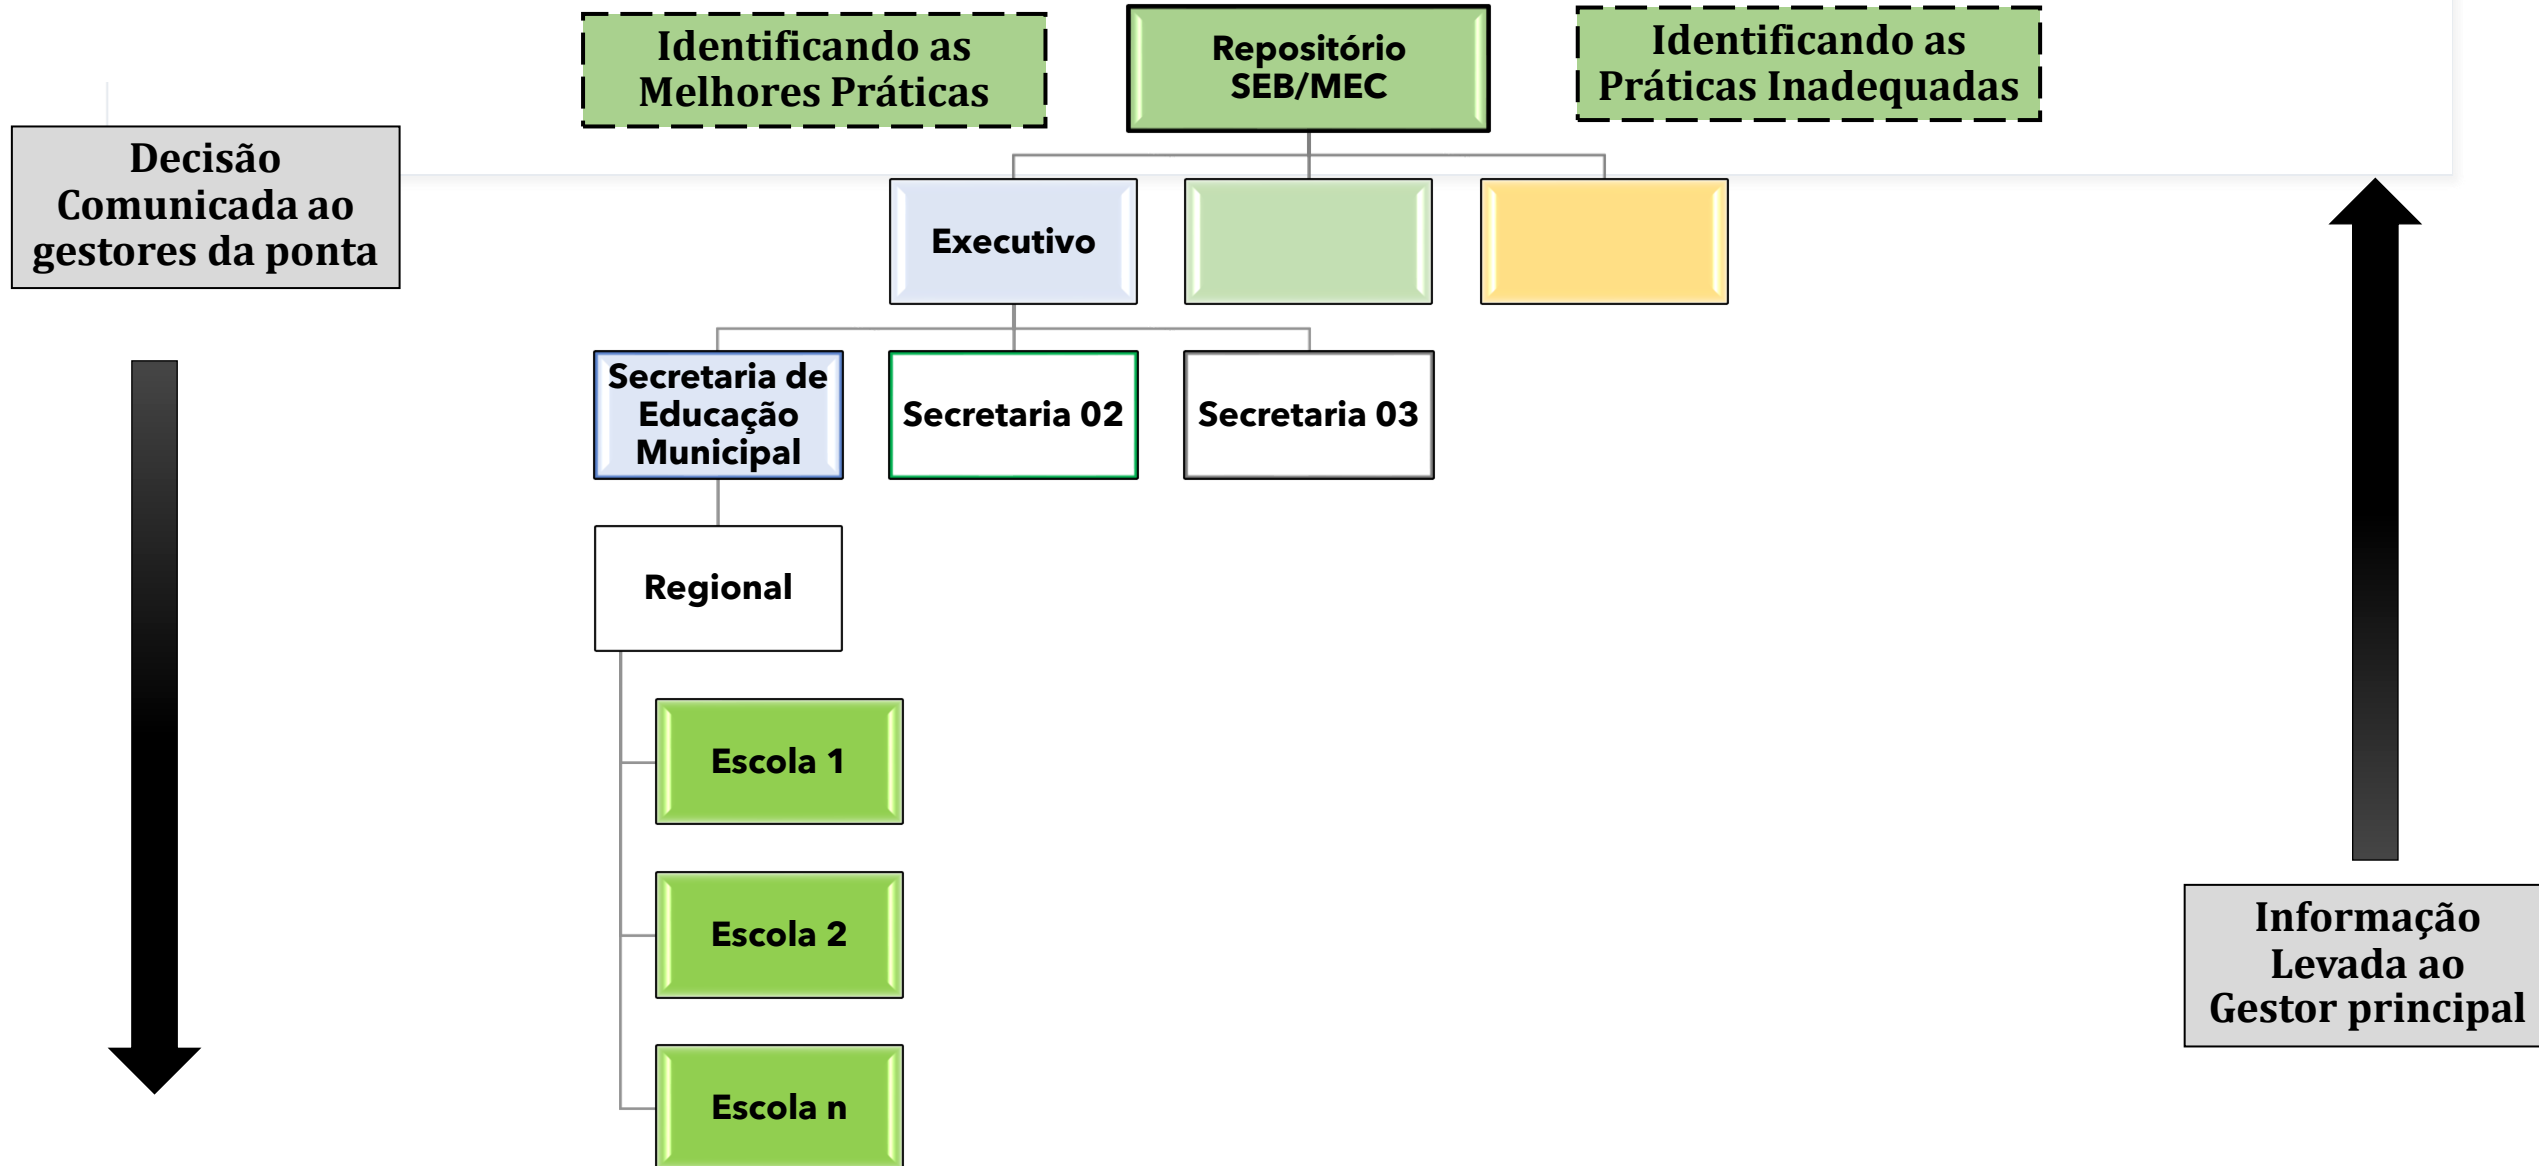 Identificando as
Melhores Práticas
Repositório
SEB/MEC
Identificando as
Práticas Inadequadas
Decisão
Comunicada ao
gestores da ponta
Executivo
Secretaria de
Educação
Municipal
Secretaria 02
Secretaria 03
Regional
Escola 1
Escola 2
Escola n
Informação
Levada ao
Gestor principal